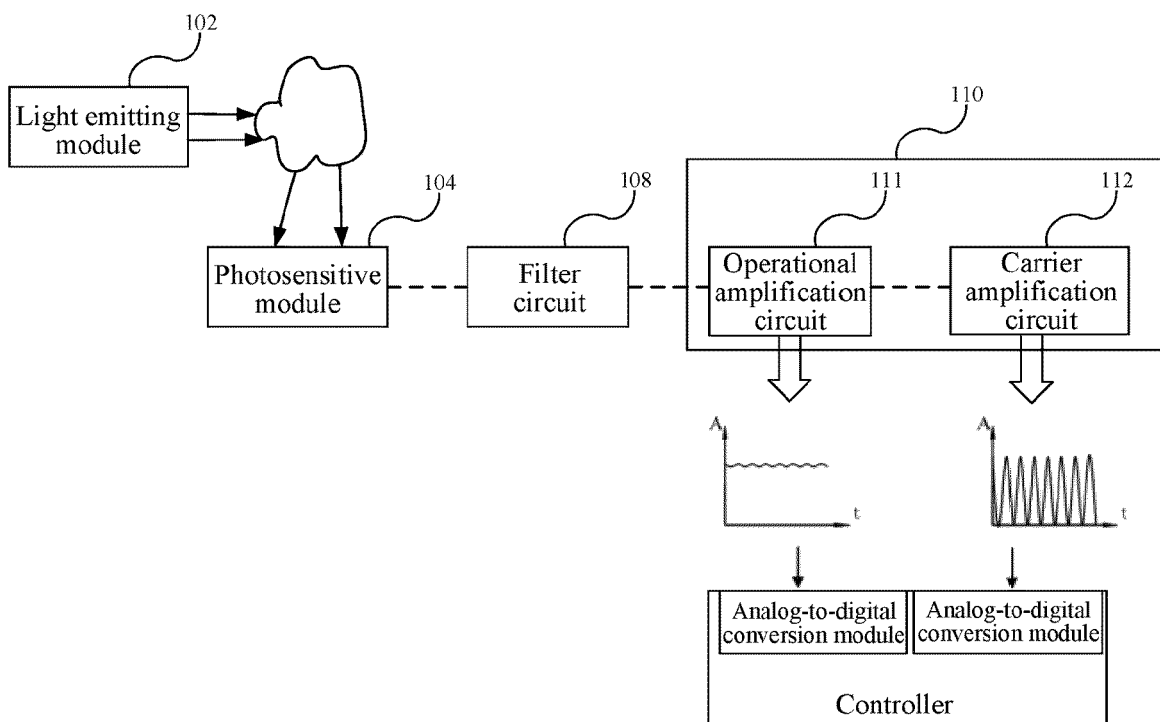 102
Light emitting
module
110
104
108
111
112
Photosensitive
module
Filter
circuit
Operational
amplification
circuit
Carrier
amplification
circuit
A
t
A
t
Analog-to-digital
conversion module
Analog-to-digital
conversion module
Controller